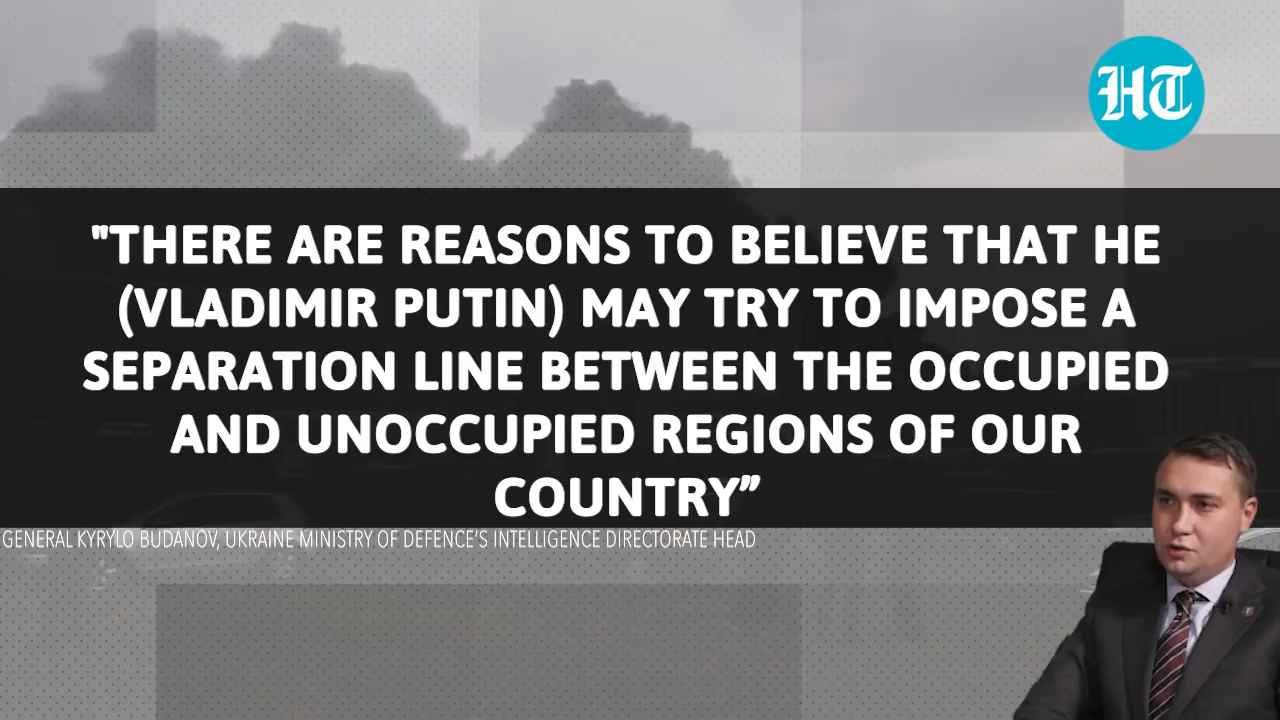 HT
"THERE ARE REASONS TO BELIEVE THAT HE
(VLADIMIR PUTIN) MAY TRY TO IMPOSE A
SEPARATION LINE BETWEEN THE OCCUPIED
AND UNOCCUPIED REGIONS OF OUR
COUNTRY”
GENERAL KYRYLO BUDANOV, UKRAINE MINISTRY OF DEFENCE’S INTELLIGENCE DIRECTORATE HEAD